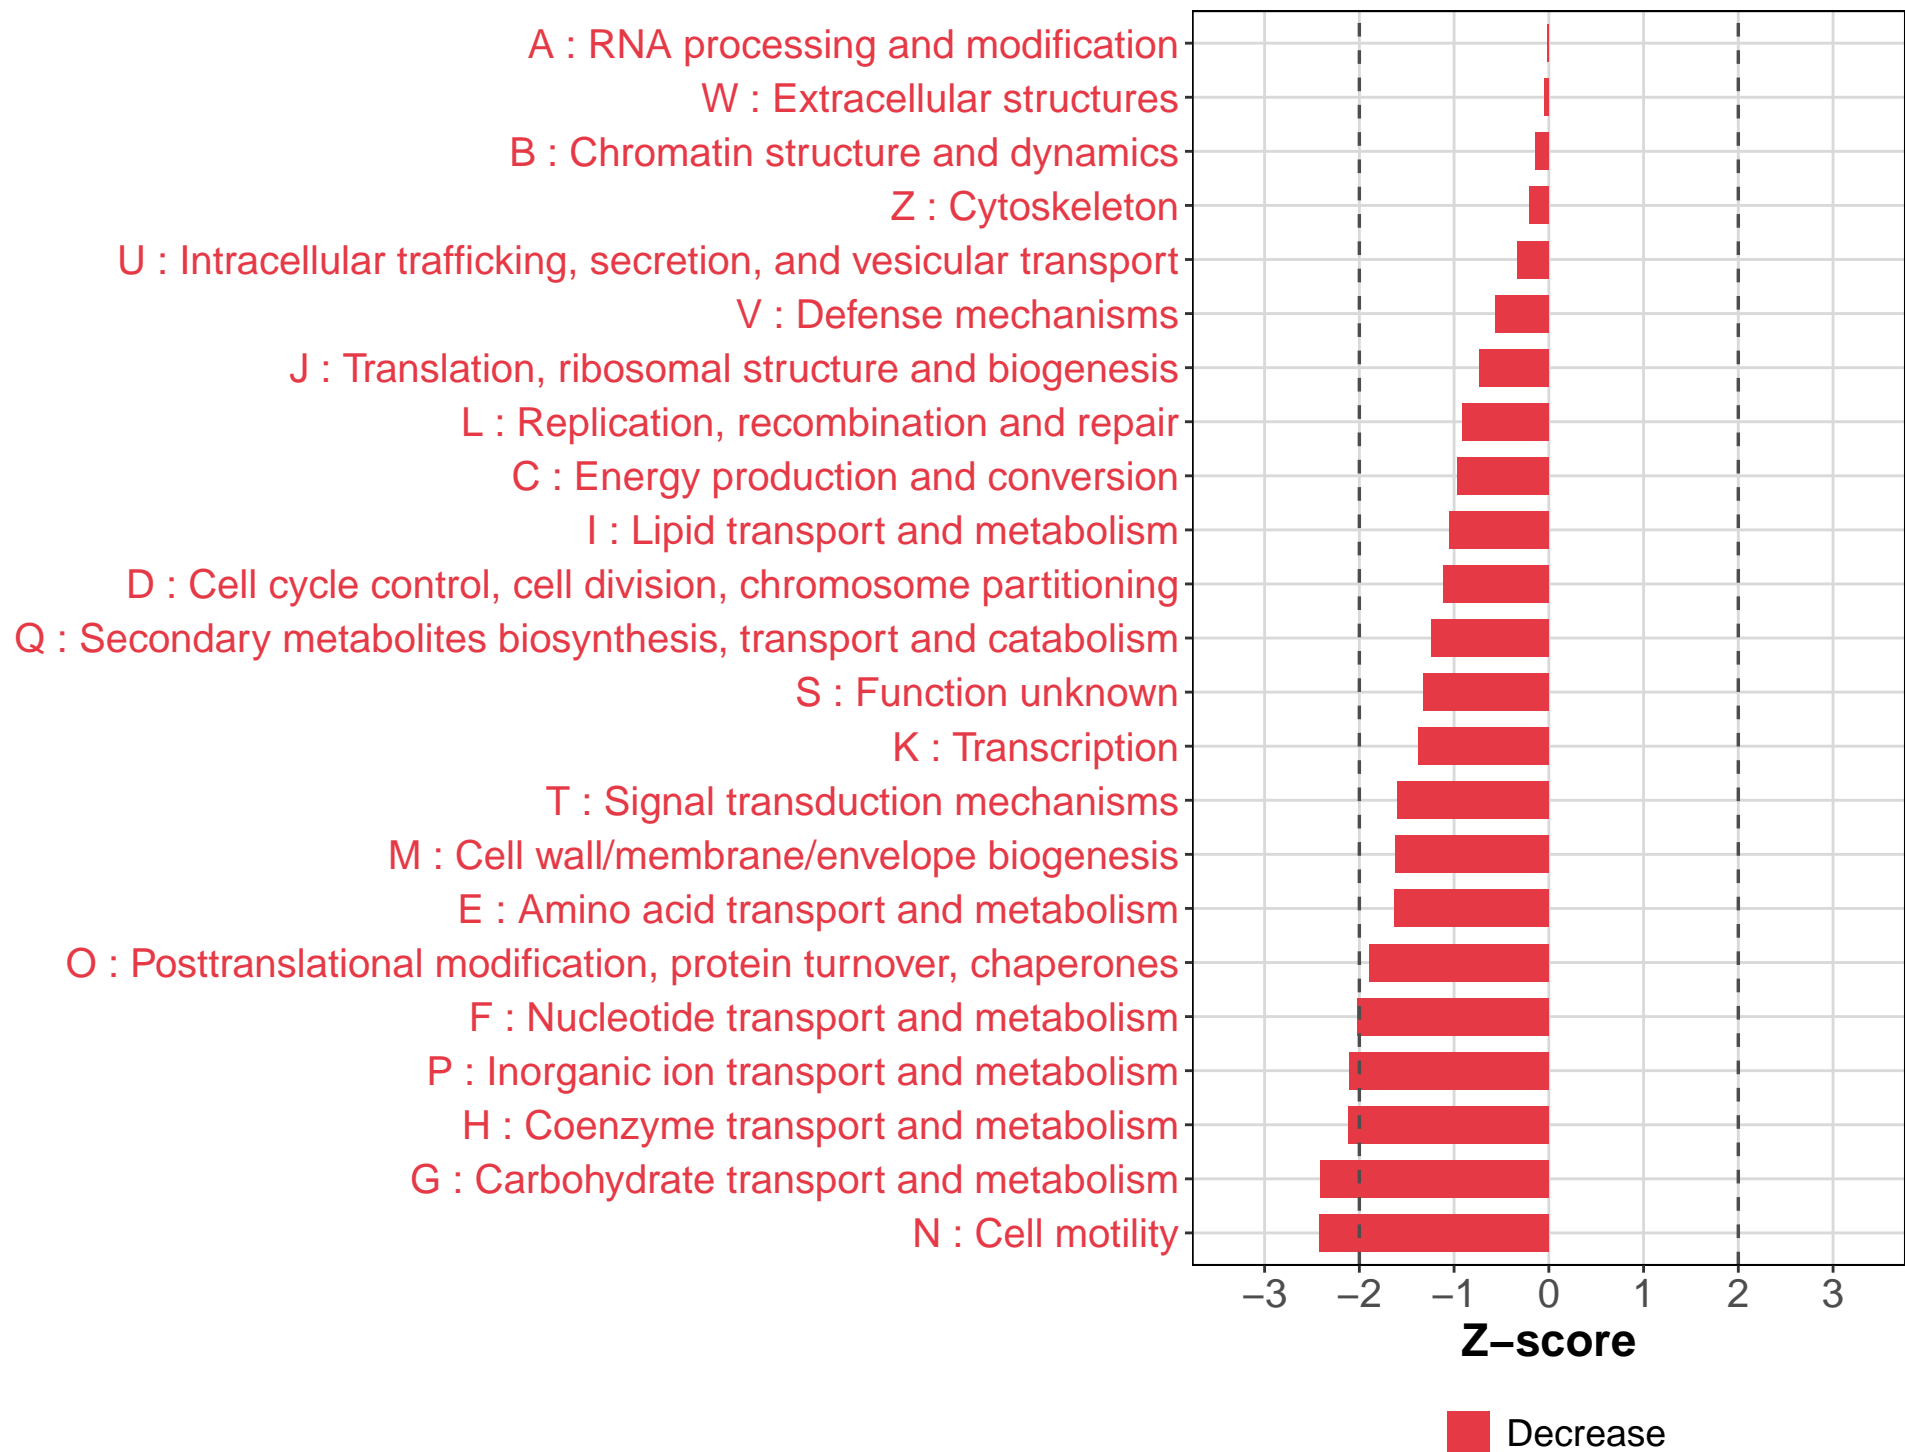 A : RNA processing and modification
W : Extracellular structures
B : Chromatin structure and dynamics
Z : Cytoskeleton
U : Intracellular trafficking, secretion, and vesicular transport
V : Defense mechanisms
J : Translation, ribosomal structure and biogenesis
L : Replication, recombination and repair
C : Energy production and conversion
I : Lipid transport and metabolism
D : Cell cycle control, cell division, chromosome partitioning
Q : Secondary metabolites biosynthesis, transport and catabolism
S : Function unknown
K : Transcription
T : Signal transduction mechanisms
M : Cell wall/membrane/envelope biogenesis
E : Amino acid transport and metabolism
O : Posttranslational modification, protein turnover, chaperones
F : Nucleotide transport and metabolism
P : Inorganic ion transport and metabolism
H : Coenzyme transport and metabolism
G : Carbohydrate transport and metabolism
N : Cell motility
−3 −2 −1 0 1 2 3
Z−score
Decrease